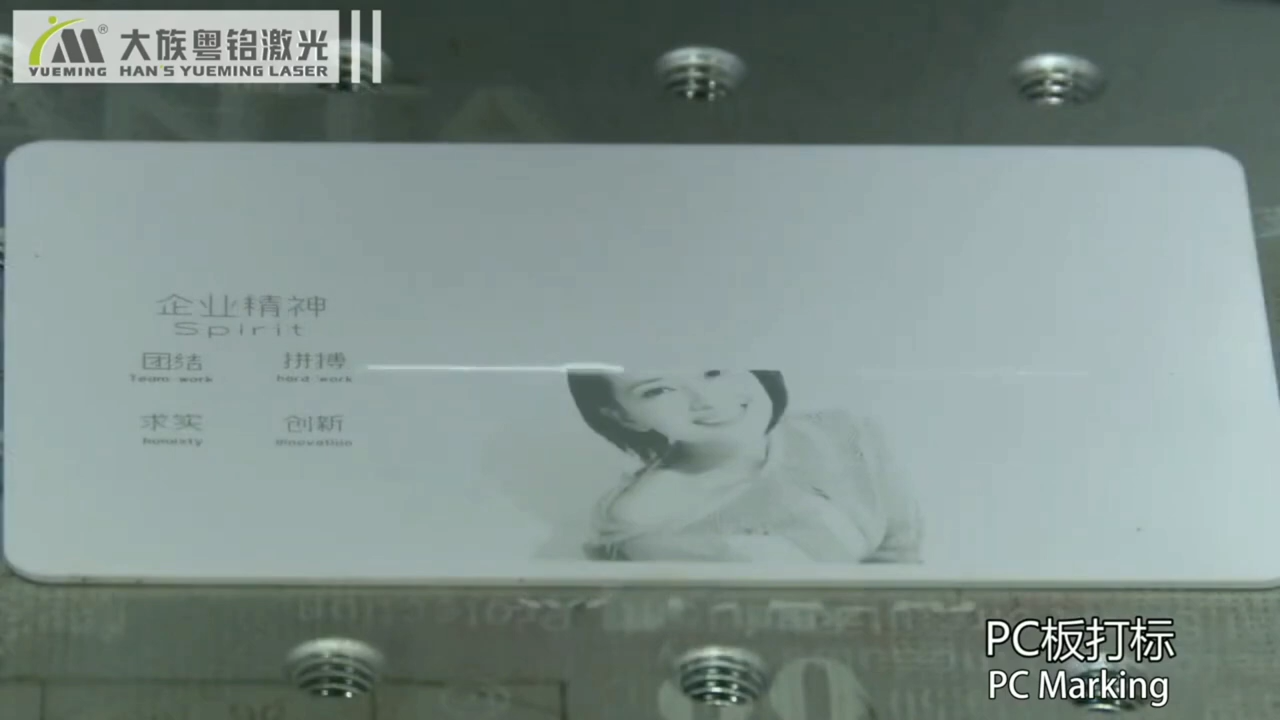 YUEMING®
大族粤铭激光
HAN'S YUEMING LASER
企业精神
Spirit
团结 拼搏
Team work hard work
求实 创新
honesty innovation
PC板打标
PC Marking